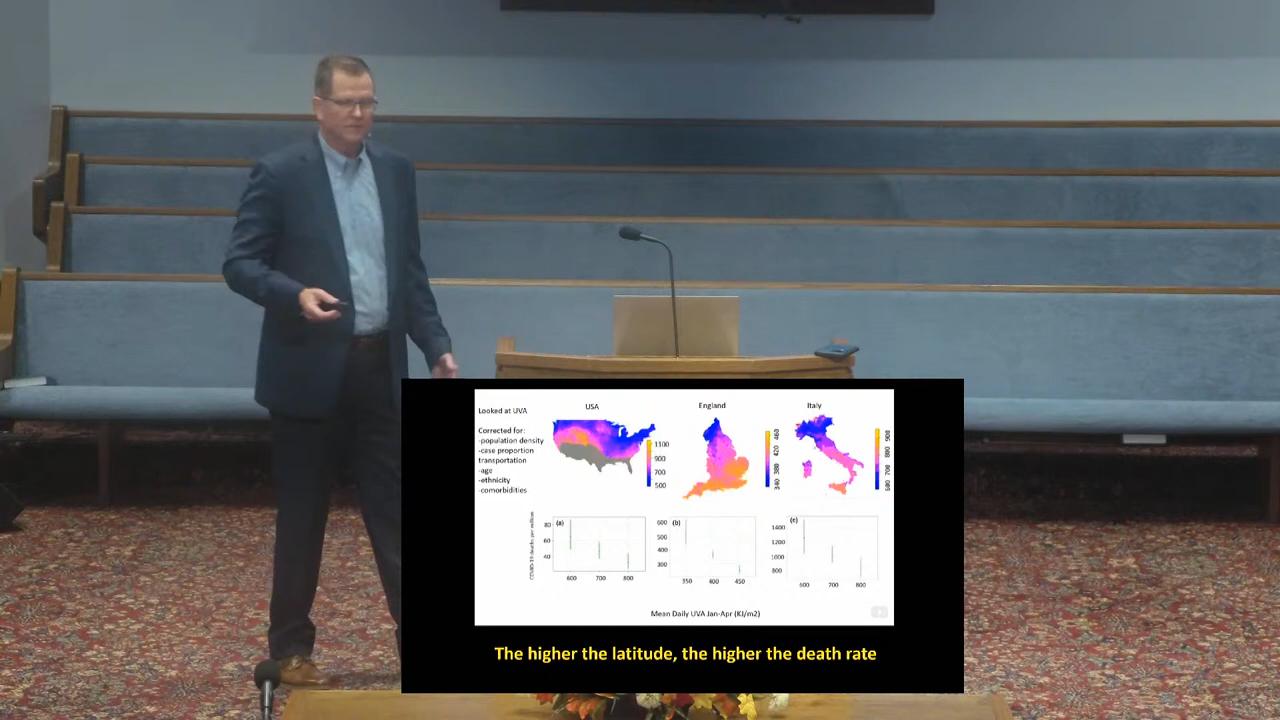 Looked at UVA
Corrected for:
-population density
-case proportion
transportation
-age
-ethnicity
-comorbidities
USA
1100
900
700
500
England
460
420
380
340
Italy
908
700
COVID-19 deaths per million
(a)
80
60
40
600
700
800
(b)
600
500
400
300
350
400
450
(c)
1400
1200
1000
800
600
700
800
Mean Daily UVA Jan-Apr (KJ/m2)
The higher the latitude, the higher the death rate